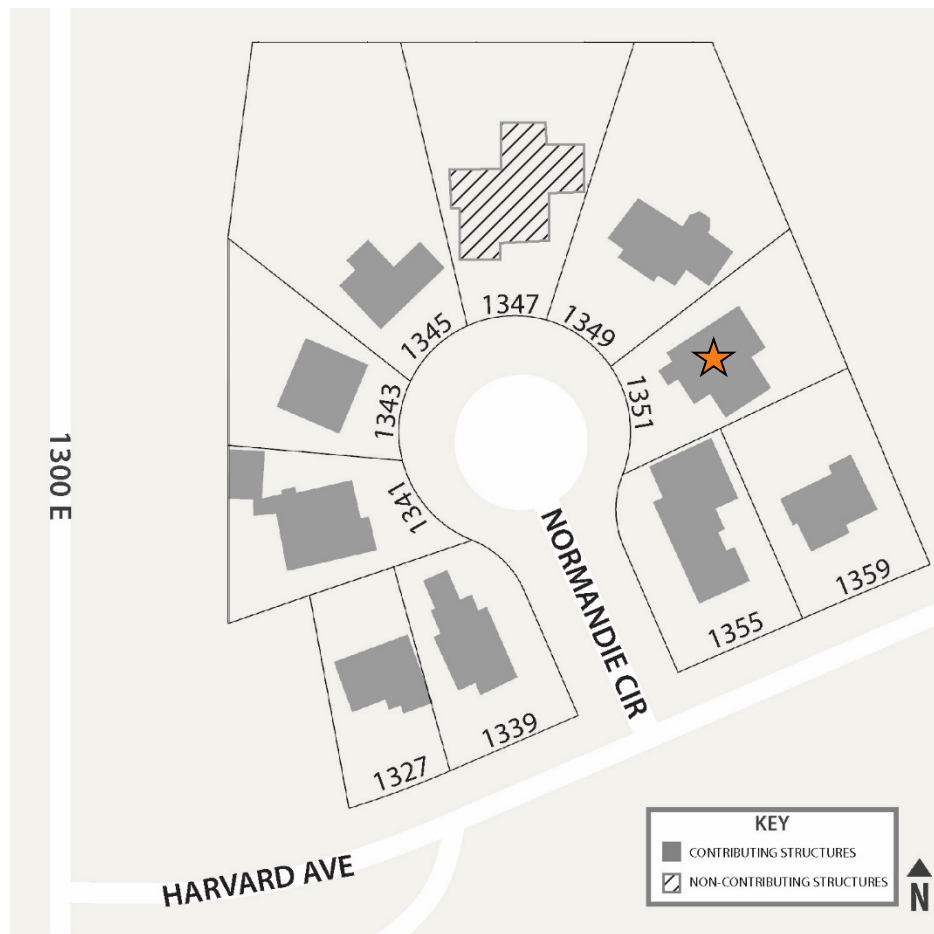 1347
1345
1349
1343
1351
1341
1300 E
NORMANDIE CIR
1359
1355
1339
1327
HARVARD AVE
KEY
CONTRIBUTING STRUCTURES
NON-CONTRIBUTING STRUCTURES
N